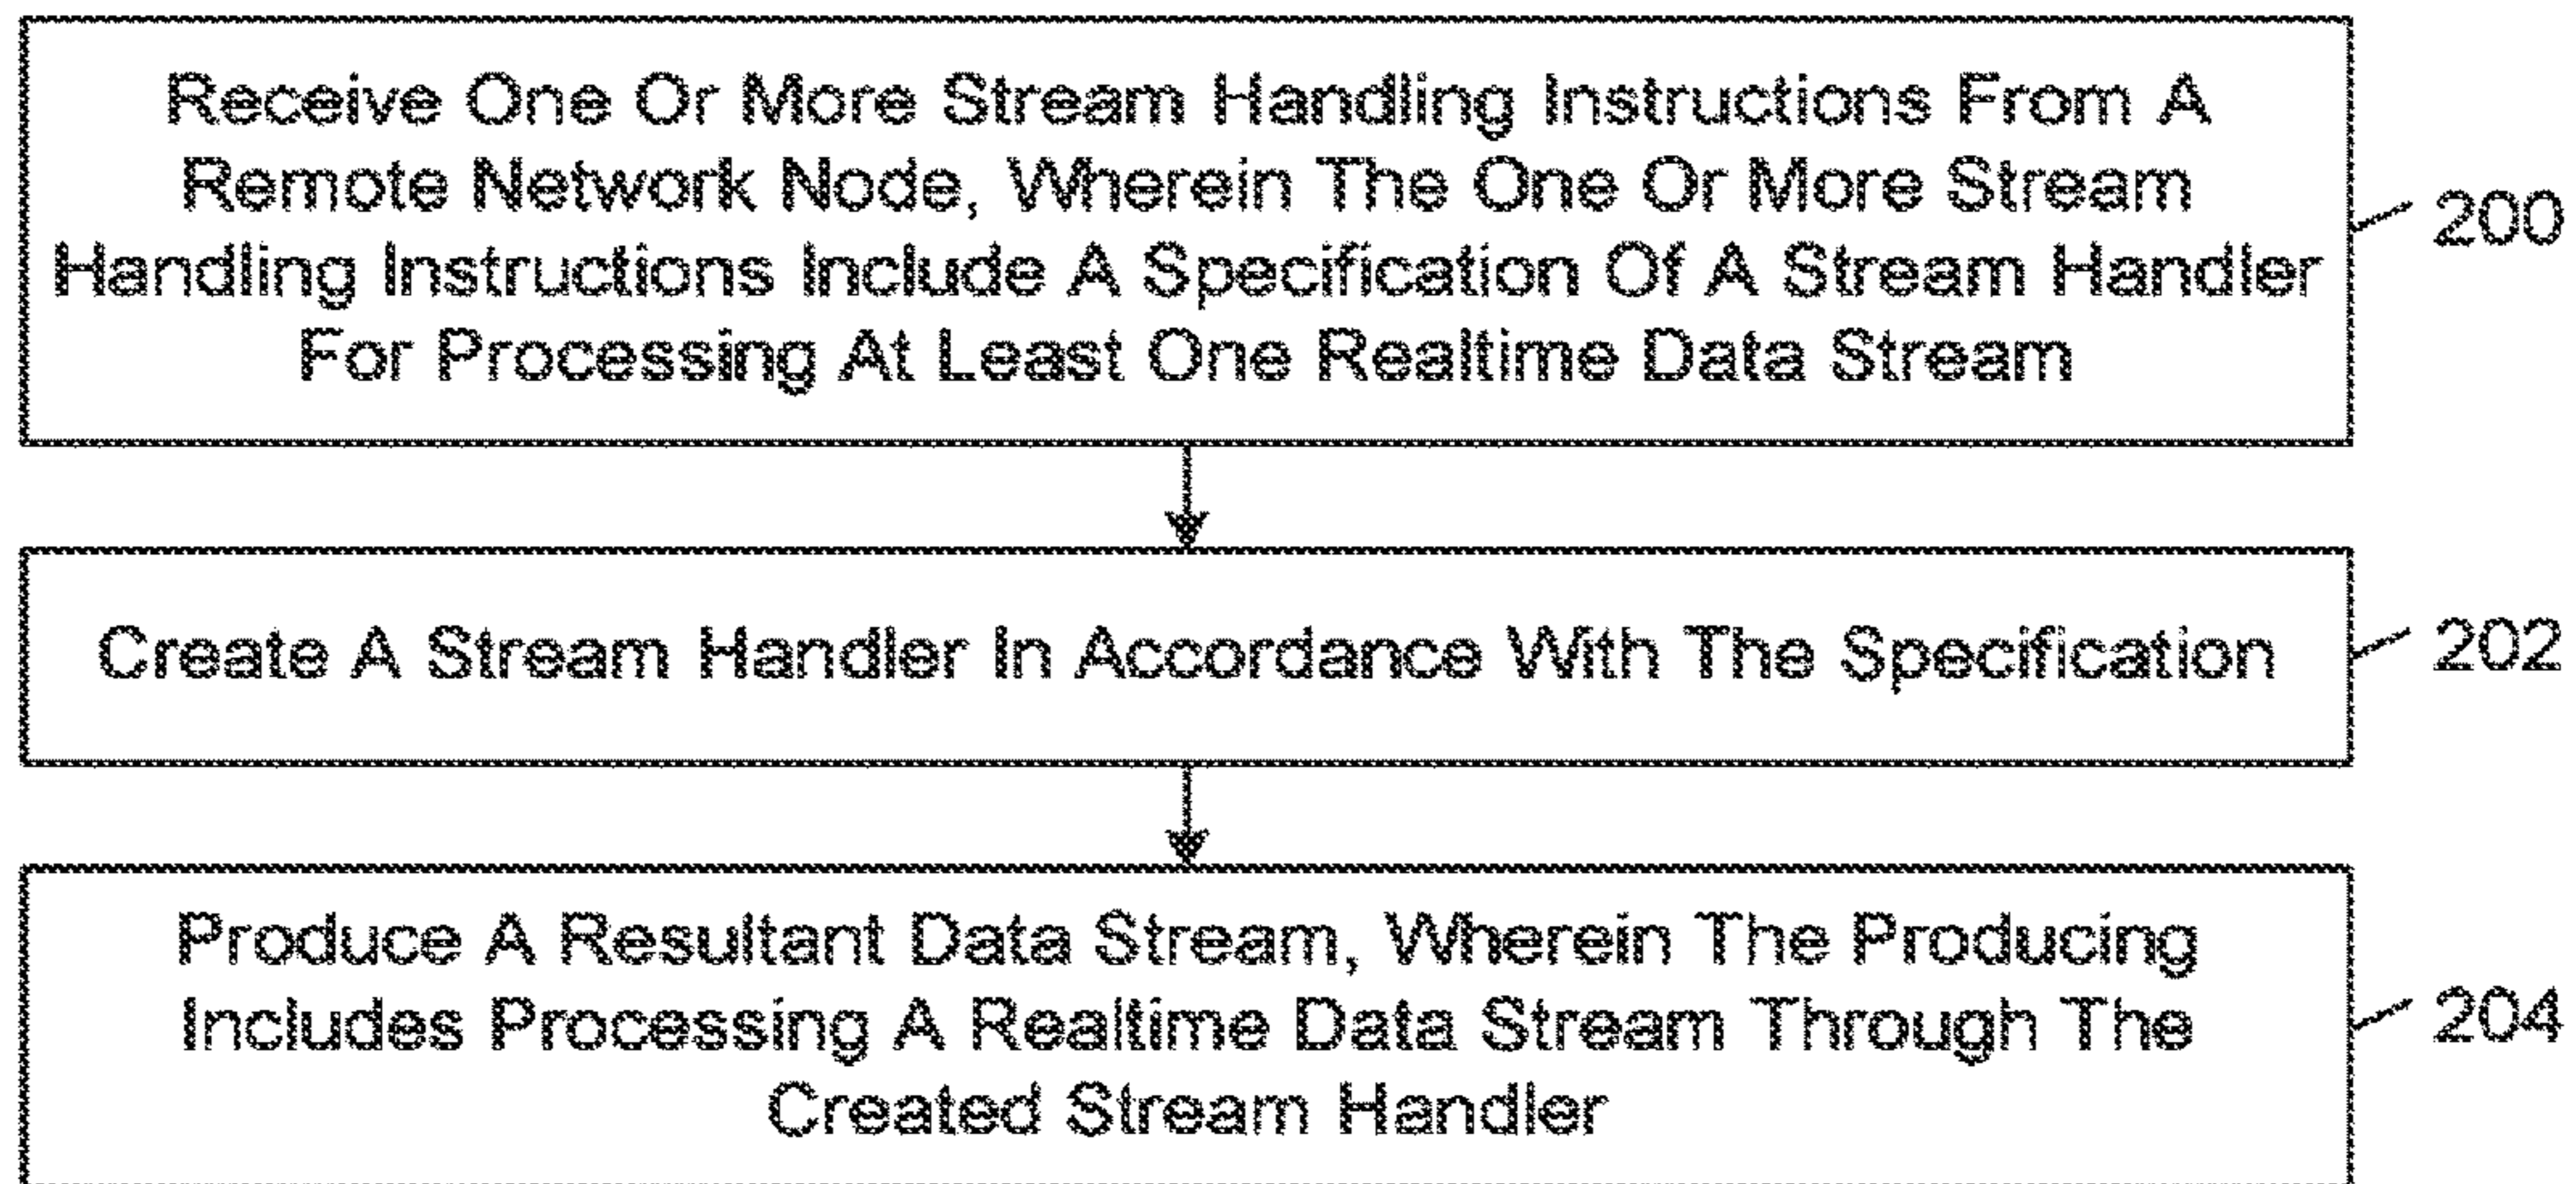 Receive One Or More Stream Handling Instructions From A
Remote Network Node, Wherein The One Or More Stream
Handling Instructions Include A Specification Of A Stream Handler
For Processing At Least One Realtime Data Stream
200
Create A Stream Handler In Accordance With The Specification
202
Produce A Resultant Data Stream, Wherein The Producing
Includes Processing A Realtime Data Stream Through The
Created Stream Handler
204